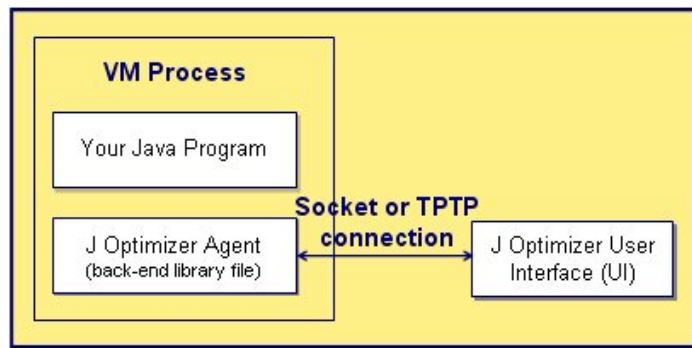 VM Process
Your Java Program
J Optimizer Agent
(back-end library file)
Socket or TPTP
connection
J Optimizer User
Interface (UI)